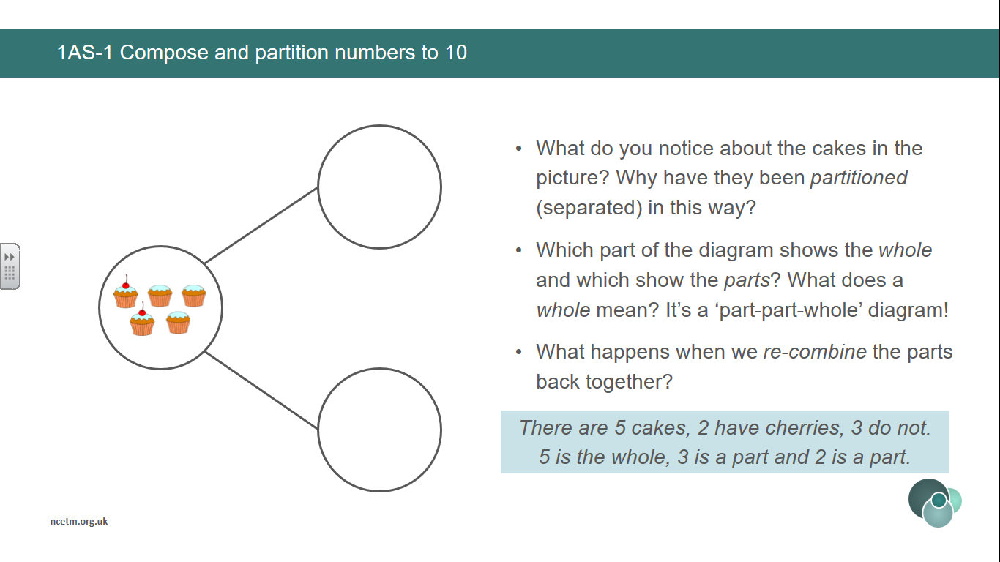 1AS-1 Compose and partition numbers to 10
• What do you notice about the cakes in the
picture? Why have they been partitioned
(separated) in this way?
• Which part of the diagram shows the whole
and which show the parts? What does a
whole mean? It’s a ‘part-part-whole’ diagram!
• What happens when we re-combine the parts
back together?
There are 5 cakes, 2 have cherries, 3 do not.
5 is the whole, 3 is a part and 2 is a part.
ncetm.org.uk